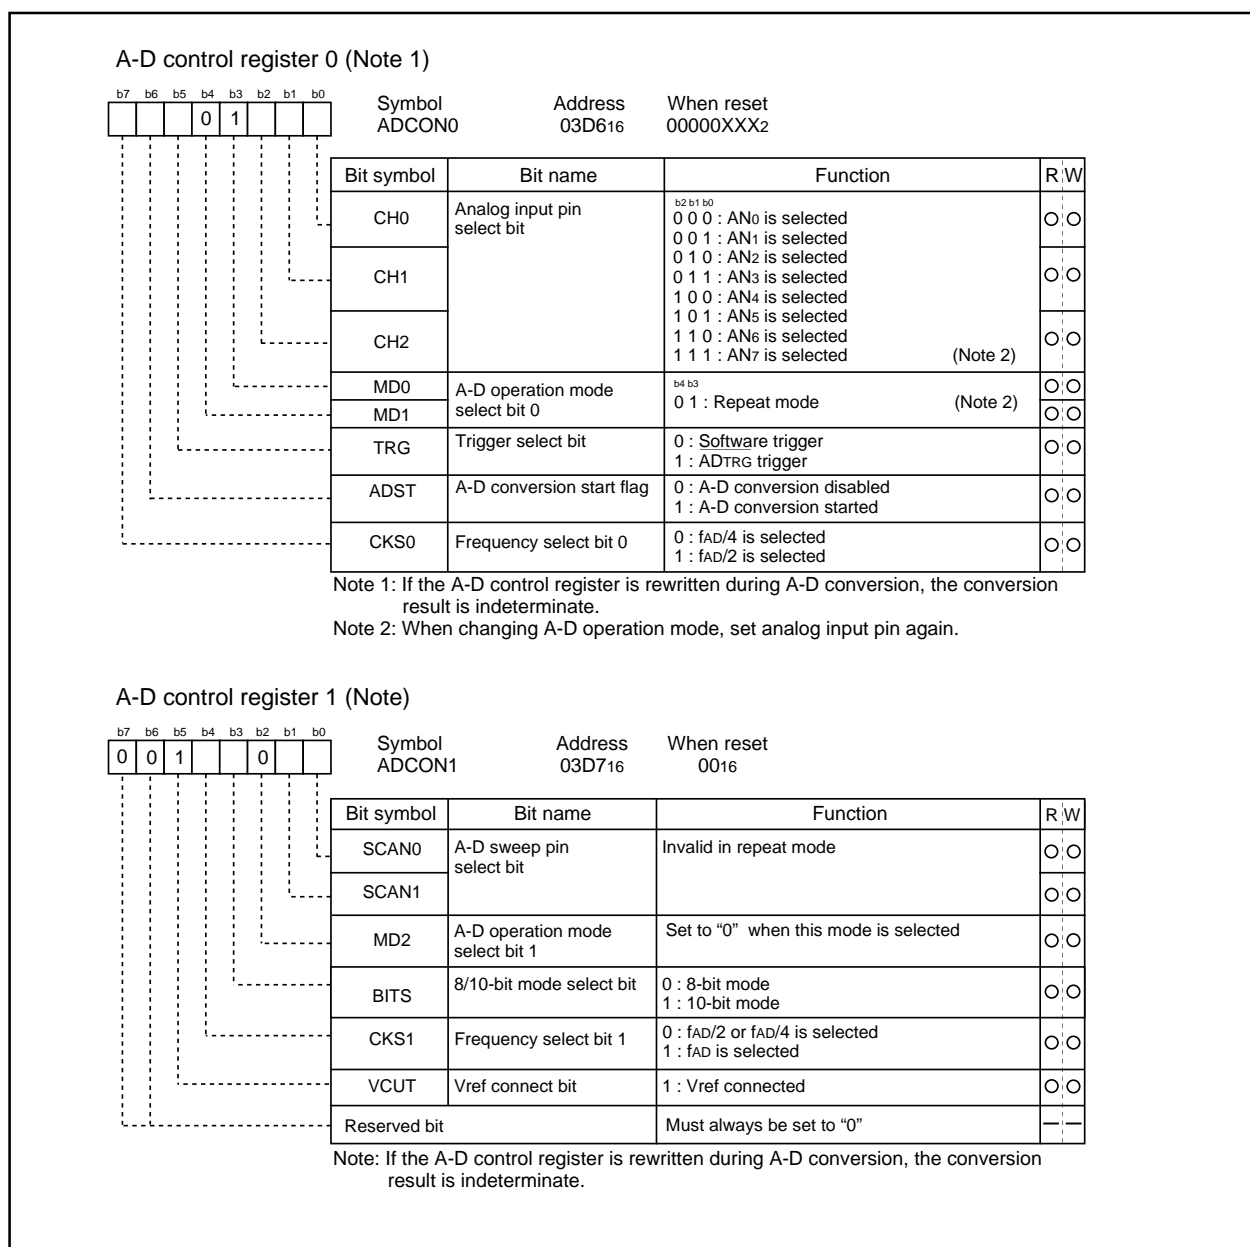 A-D control register 0 (Note 1)
b7 b6 b5 b4 b3 b2 b1 b0
0 1
Symbol Address When reset
ADCON0 03D616 00000XXX2
Bit symbol Bit name Function R W
CH0 Analog input pin select bit
b2 b1 b0
0 0 0 : AN0 is selected
0 0 1 : AN1 is selected
0 1 0 : AN2 is selected
CH1
0 1 1 : AN3 is selected
1 0 0 : AN4 is selected
1 0 1 : AN5 is selected
CH2
1 1 0 : AN6 is selected
1 1 1 : AN7 is selected (Note 2)
MD0 A-D operation mode
MD1 select bit 0
b4 b3
0 1 : Repeat mode (Note 2)
TRG Trigger select bit 0 : Software trigger
1 : ADTRG trigger
ADST A-D conversion start flag 0 : A-D conversion disabled
1 : A-D conversion started
CKS0 Frequency select bit 0 0 : fAD/4 is selected
1 : fAD/2 is selected
Note 1: If the A-D control register is rewritten during A-D conversion, the conversion
result is indeterminate.
Note 2: When changing A-D operation mode, set analog input pin again.
A-D control register 1 (Note)
b7 b6 b5 b4 b3 b2 b1 b0
0 0 1 0
Symbol Address When reset
ADCON1 03D716 0016
Bit symbol Bit name Function R W
SCAN0 A-D sweep pin Invalid in repeat mode
select bit
SCAN1
MD2 A-D operation mode Set to “0” when this mode is selected
select bit 1
BITS 8/10-bit mode select bit 0 : 8-bit mode
1 : 10-bit mode
CKS1 Frequency select bit 1 0 : fAD/2 or fAD/4 is selected
1 : fAD is selected
VCUT Vref connect bit 1 : Vref connected
Reserved bit Must always be set to “0”
Note: If the A-D control register is rewritten during A-D conversion, the conversion
result is indeterminate.